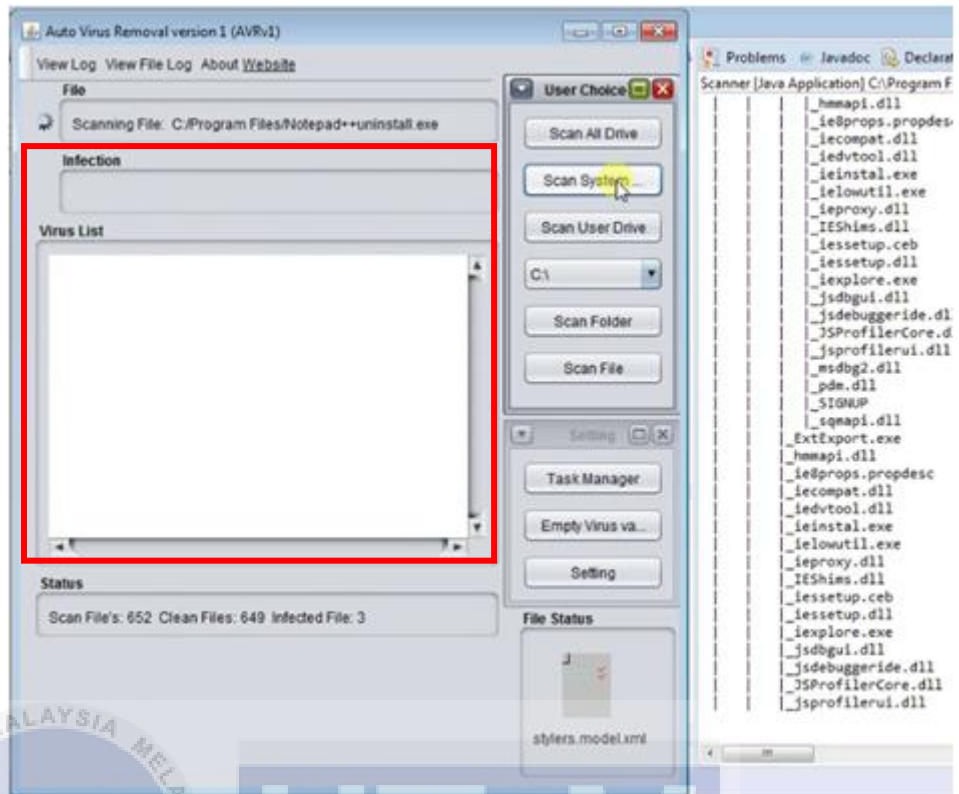 Auto Virus Removal version 1 (AVRv1)
View Log View File Log About Website
File
Scanning File: C:/Program Files/Notepad++uninstall.exe
Infection
Virus List
Status
Scan File's: 652 Clean Files: 649 Infected File: 3
User Choice
Scan All Drive
Scan System ...
Scan User Drive
C:\
Scan Folder
Scan File
Setting
Task Manager
Empty Virus va...
Setting
File Status
stylers.model.xml
Problems Javadoc Declarat
Scanner [Java Application] C:\Program F
|_hmmapi.dll
|_ie8props.propdes
|_iecompat.dll
|_iedvtool.dll
|_ieinstal.exe
|_ielowutil.exe
|_ieproxy.dll
|_IEShims.dll
|_iessetup.ceb
|_iessetup.dll
|_iexplore.exe
|_jsdbgui.dll
|_jsdebuggeride.dl
|_JSProfilerCore.d
|_jsprofilerui.dll
|_msdbg2.dll
|_pdm.dll
|_SIGNUP
|_sqmapi.dll
|_ExtExport.exe
|_hmmapi.dll
|_ie8props.propdesc
|_iecompat.dll
|_iedvtool.dll
|_ieinstal.exe
|_ielowutil.exe
|_ieproxy.dll
|_IEShims.dll
|_iessetup.ceb
|_iessetup.dll
|_iexplore.exe
|_jsdbgui.dll
|_jsdebuggeride.dll
|_JSProfilerCore.dll
|_jsprofilerui.dll
ALAYSIA MELA